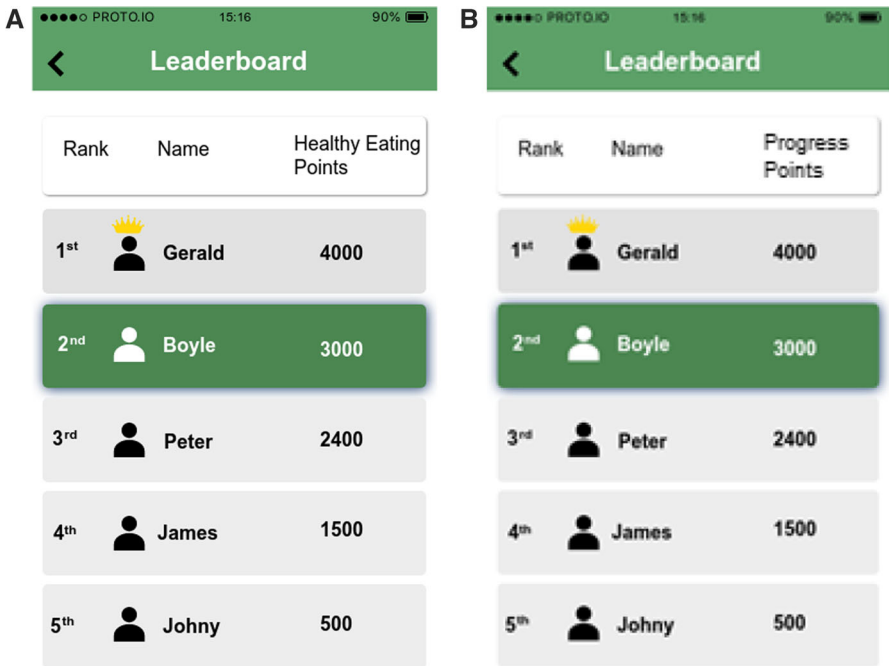 A
●●●●○ PROTO.IO 15:16 90%
Leaderboard
Rank Name Healthy Eating
Points
1st Gerald 4000
2nd Boyle 3000
3rd Peter 2400
4th James 1500
5th Johny 500
B
●●●●○ PROTO.IO 15:16 90%
Leaderboard
Rank Name Progress
Points
1st Gerald 4000
2nd Boyle 3000
3rd Peter 2400
4th James 1500
5th Johny 500